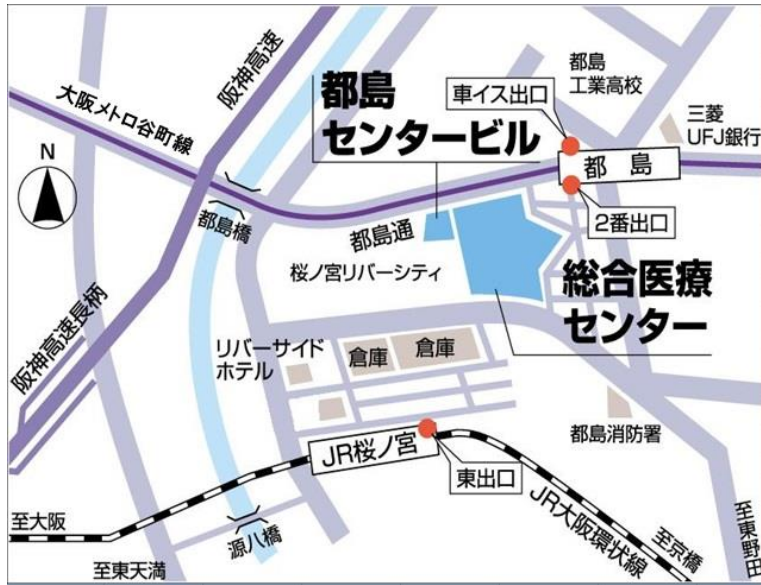 阪神高速
大阪メトロ谷町線
都島
センタービル
車イス出口
都島
工業高校
三菱
UFJ銀行
N
都島
2番出口
都島橋
都島通
桜ノ宮リバーシティ
総合医療
センター
阪神高速長柄
リバーサイド
ホテル
倉庫
倉庫
都島消防署
JR桜ノ宮
東出口
JR大阪環状線
至大阪
源八橋
至東天満
至京橋
至東野田